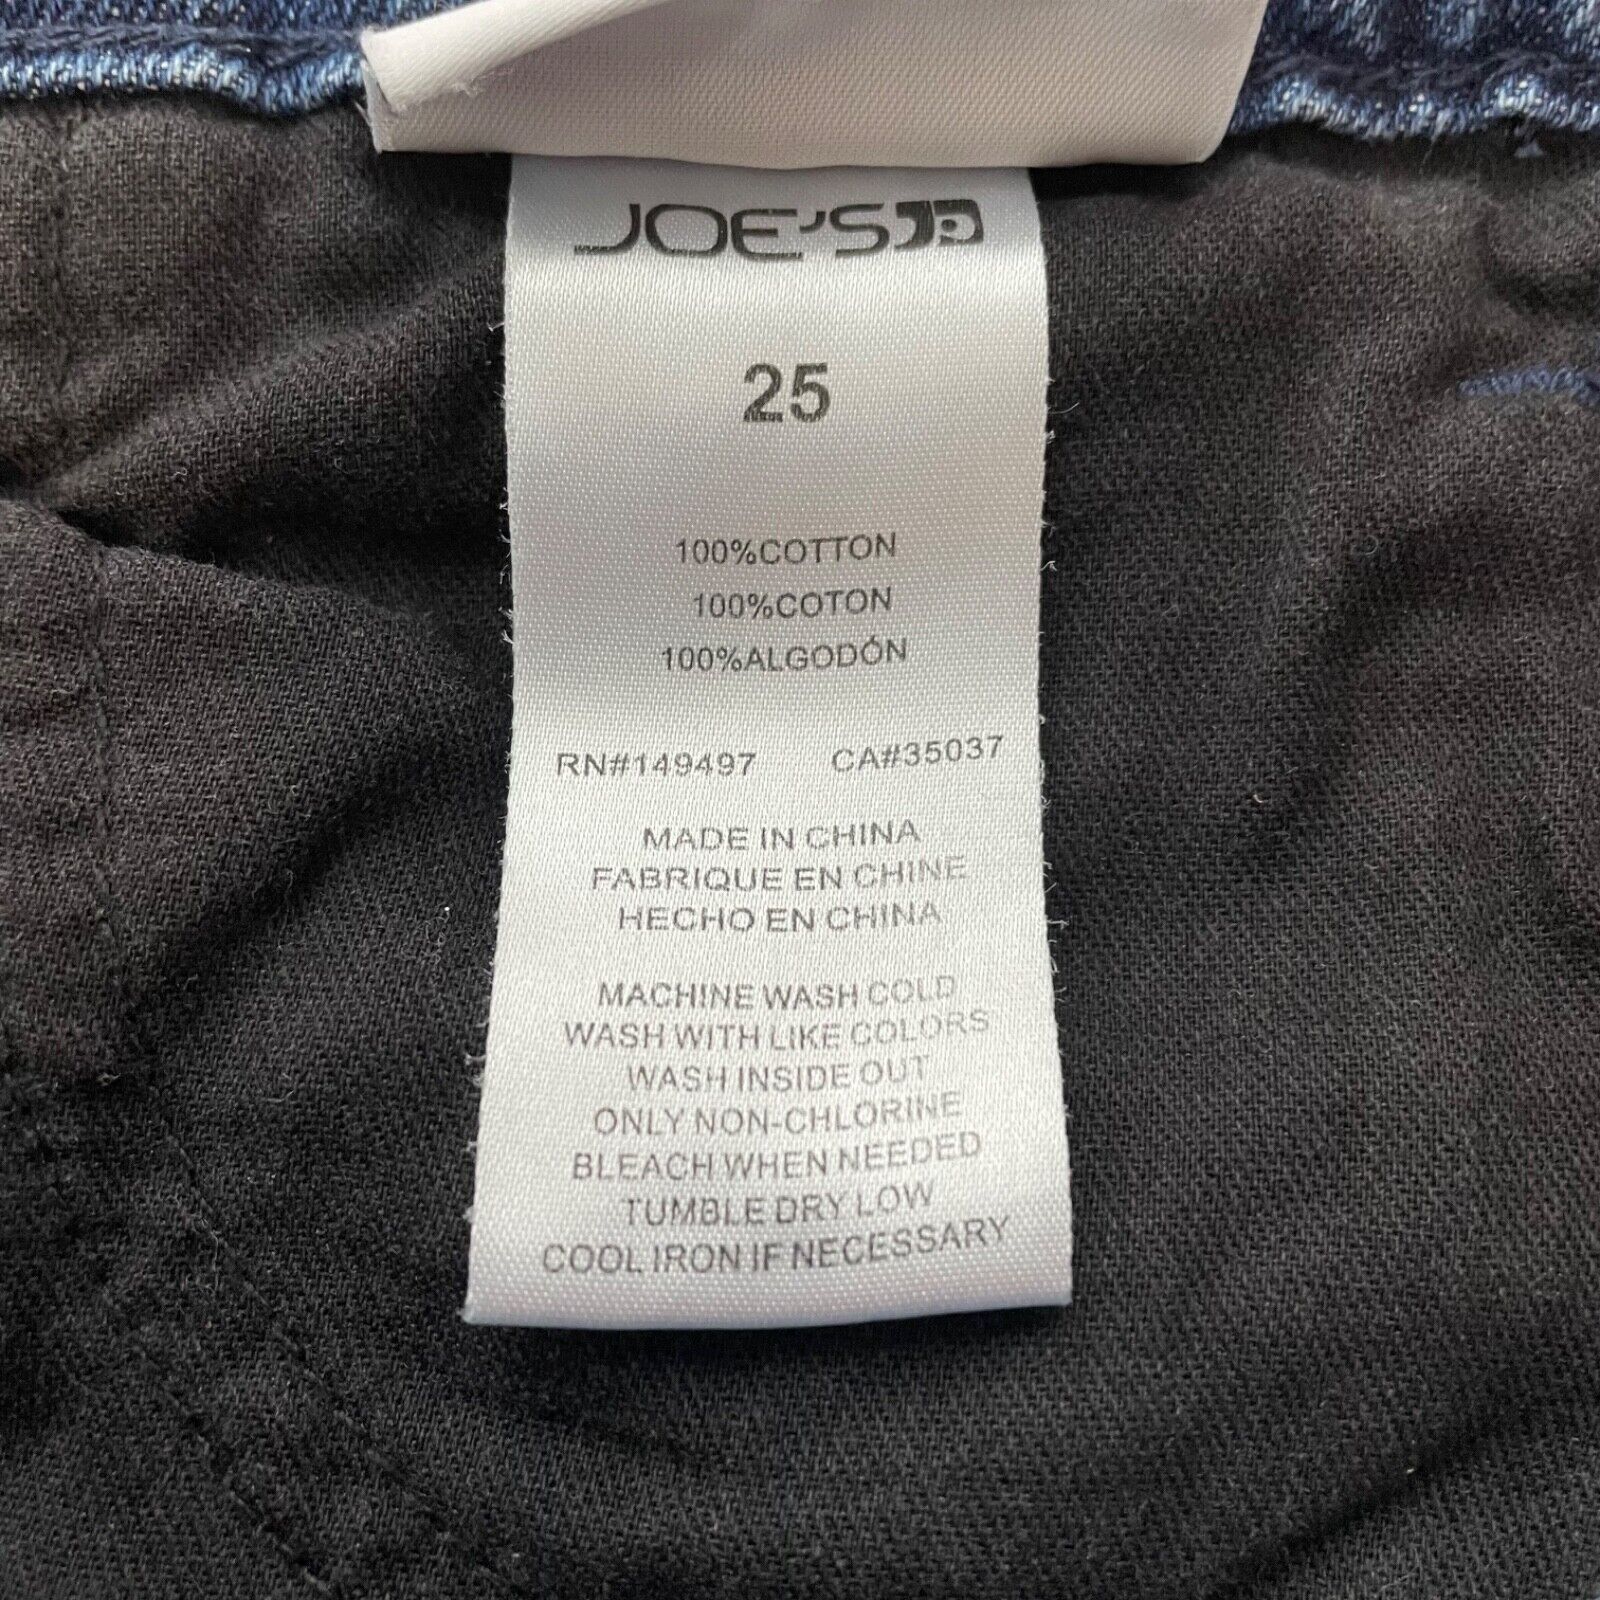 JOE'S
25
100%COTTON
100%COTON
100%ALGODÓN
RN#149497 CA#35037
MADE IN CHINA
FABRIQUE EN CHINE
HECHO EN CHINA
MACHINE WASH COLD
WASH WITH LIKE COLORS
WASH INSIDE OUT
ONLY NON-CHLORINE
BLEACH WHEN NEEDED
TUMBLE DRY LOW
COOL IRON IF NECESSARY